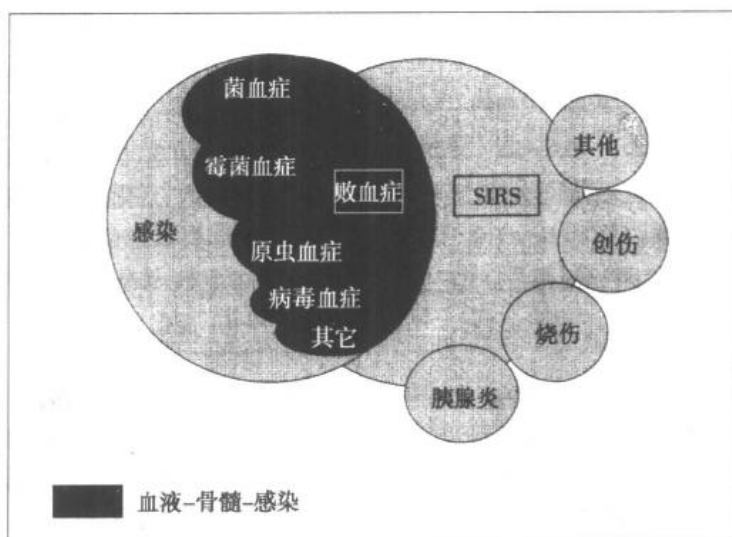 菌血症
霉菌血症
败血症
SIRS
其他
感染
创伤
原虫血症
病毒血症
其它
烧伤
胰腺炎
血液-骨髓-感染